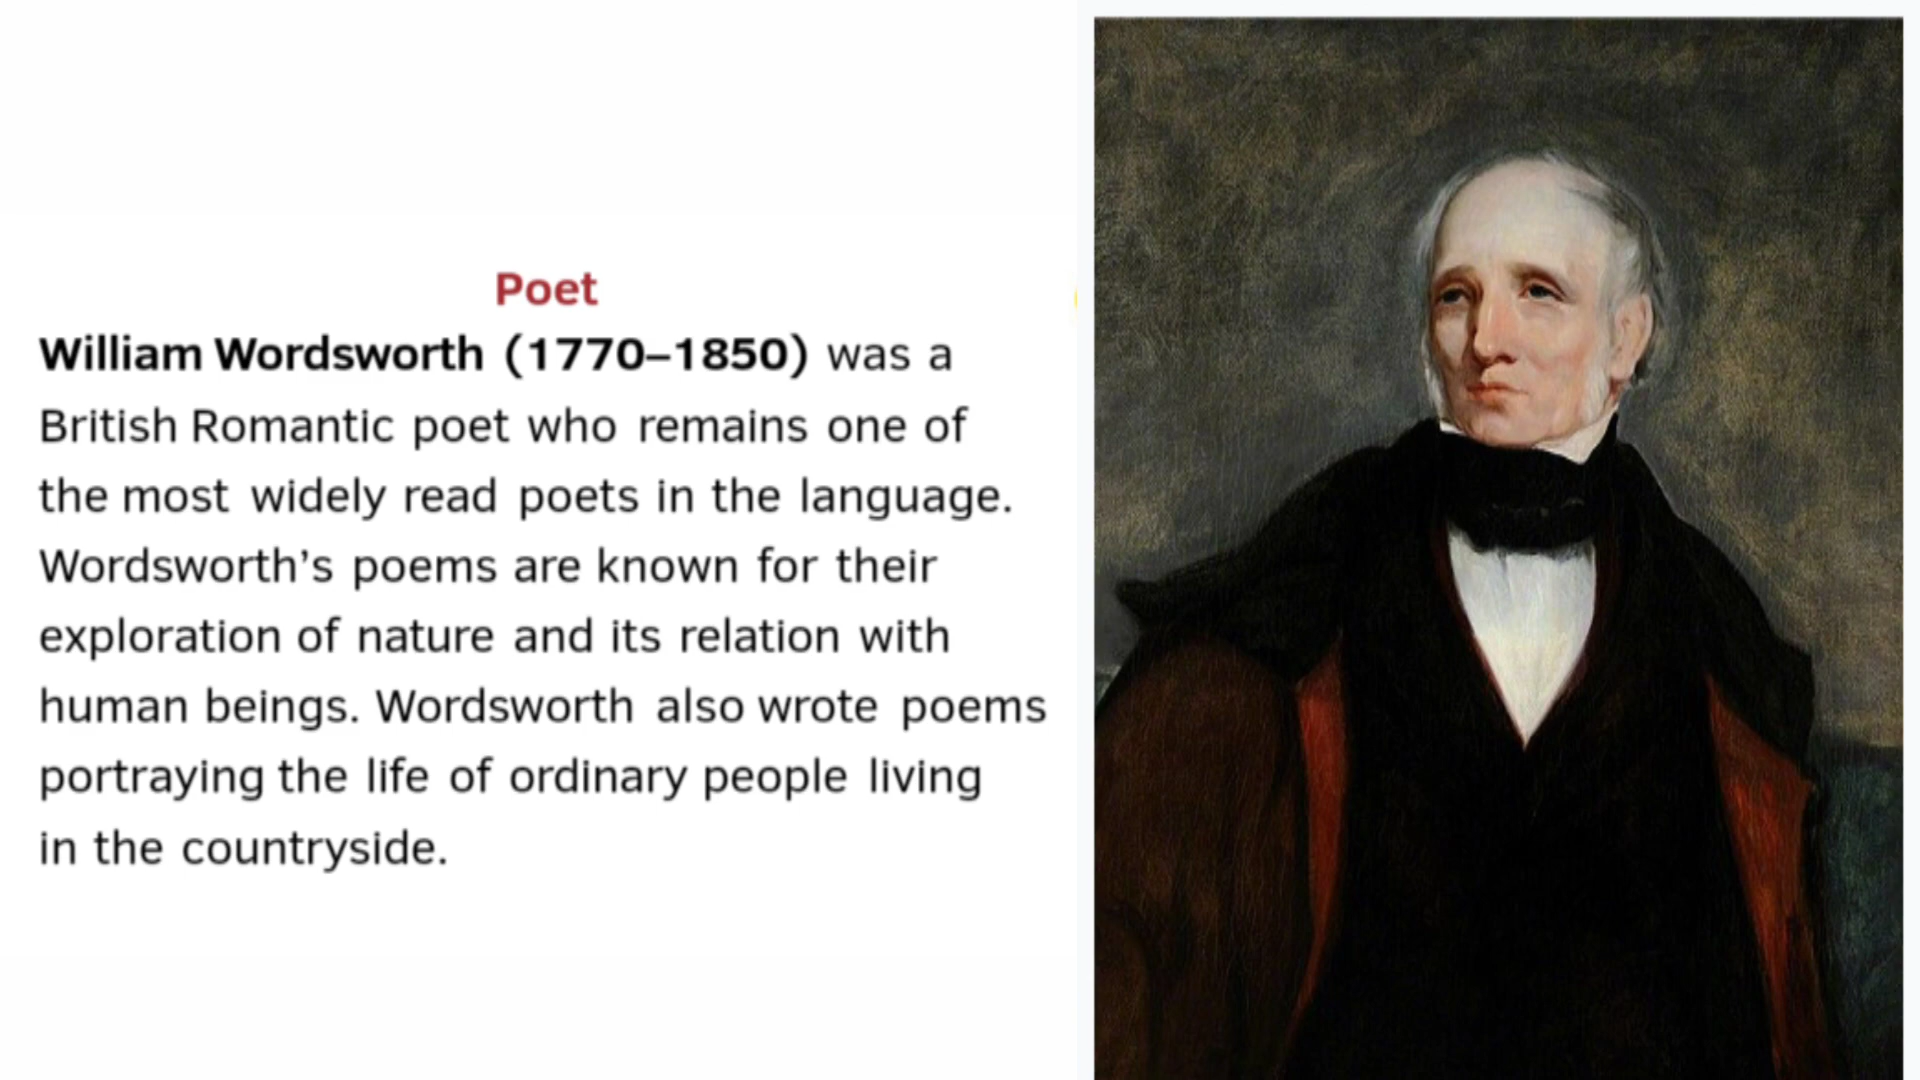 Poet
William Wordsworth (1770–1850) was a
British Romantic poet who remains one of
the most widely read poets in the language.
Wordsworth’s poems are known for their
exploration of nature and its relation with
human beings. Wordsworth also wrote poems
portraying the life of ordinary people living
in the countryside.